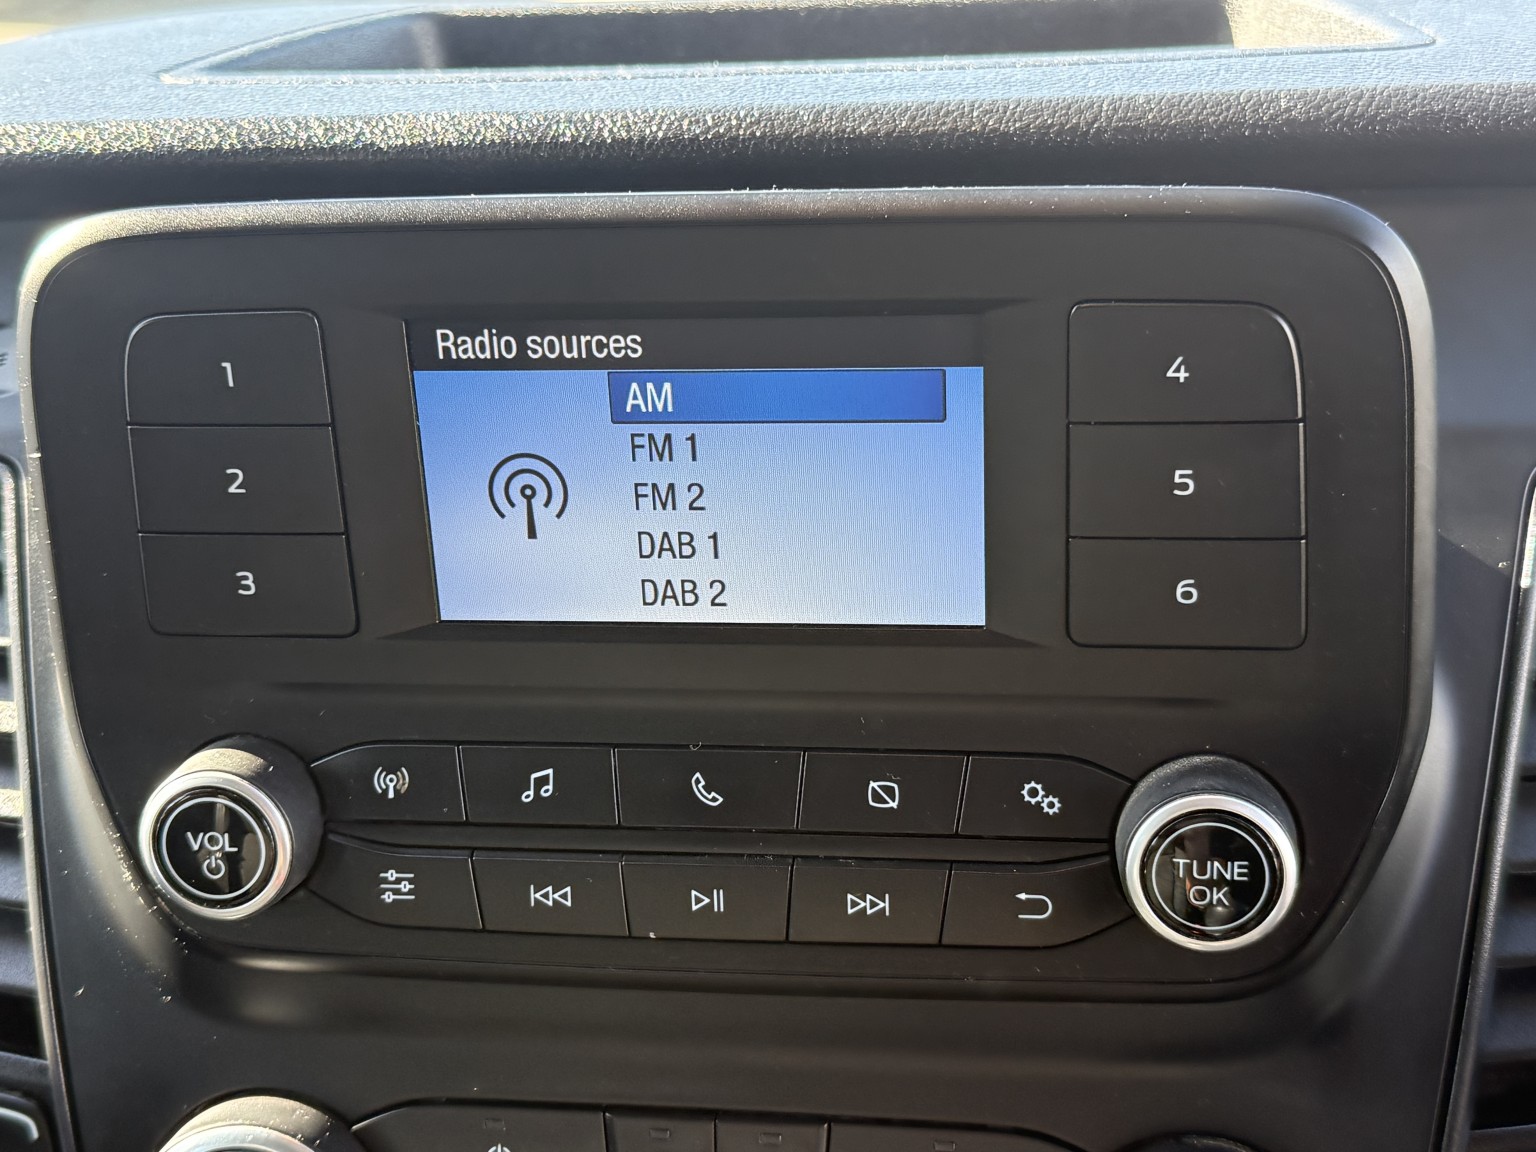 Radio sources
AM
FM 1
FM 2
DAB 1
DAB 2
1
2
3
4
5
6
VOL
TUNE
OK